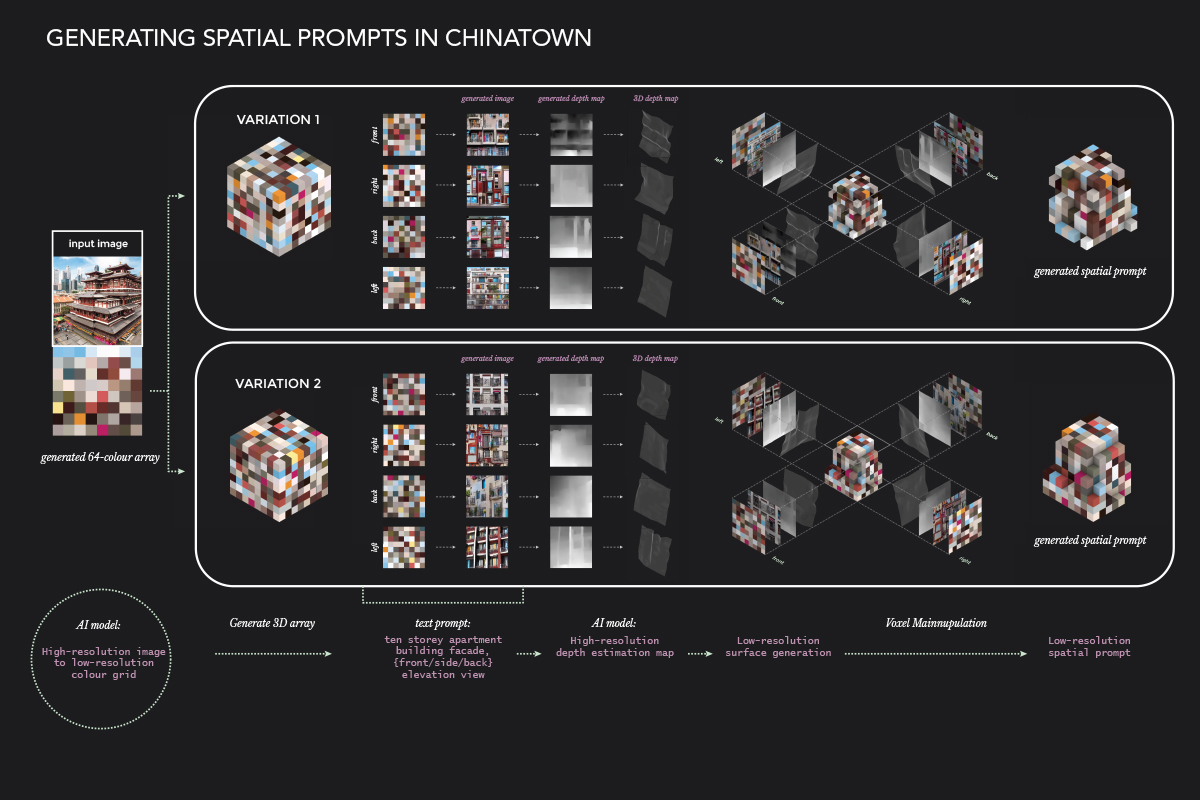 GENERATING SPATIAL PROMPTS IN CHINATOWN
input image
generated 64-colour array
VARIATION 1
generated image
generated depth map
3D depth map
front
right
back
left
left
back
front
right
generated spatial prompt
VARIATION 2
generated image
generated depth map
3D depth map
front
right
back
left
left
back
front
right
generated spatial prompt
AI model:
High-resolution image
to low-resolution
colour grid
Generate 3D array
text prompt:
ten storey apartment
building facade,
{front/side/back}
elevation view
AI model:
High-resolution
depth estimation map
Low-resolution
surface generation
Voxel Mainnupulation
Low-resolution
spatial prompt